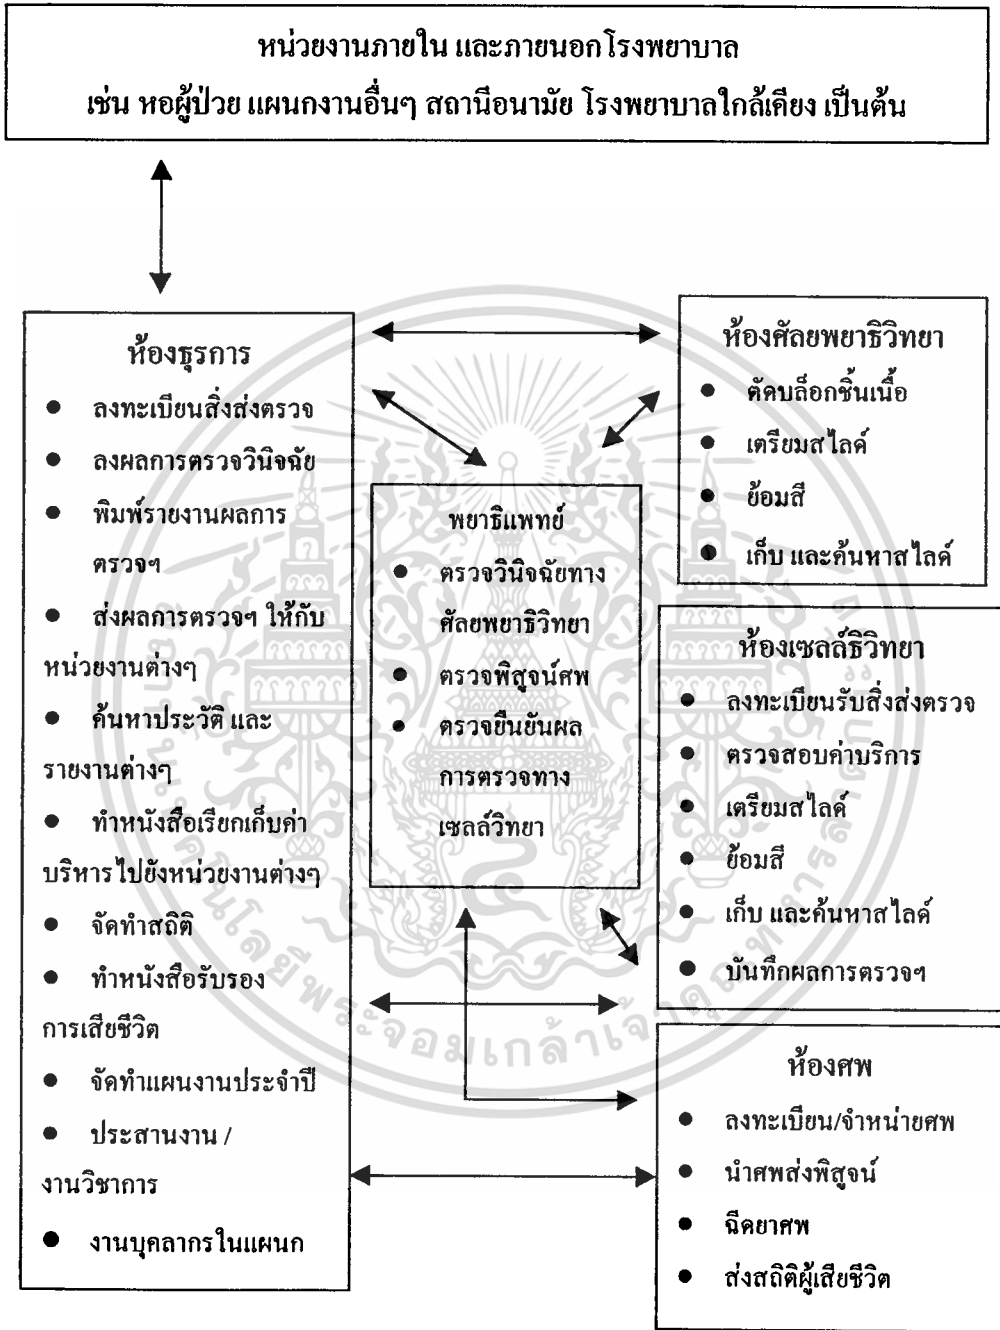 หน่วยงานภายใน และภายนอกโรงพยาบาล
เช่น หอผู้ป่วย แผนกงานอื่นๆ สถานีอนามัย โรงพยาบาลใกล้เคียง เป็นต้น
ห้องธุรการ
● ลงทะเบียนสิ่งส่งตรวจ
● ลงผลการตรวจวินิจฉัย
● พิมพ์รายงานผลการ
ตรวจฯ
● ส่งผลการตรวจฯ ให้กับ
หน่วยงานต่างๆ
● ค้นหาประวัติ และ
รายงานต่างๆ
● ทำหนังสือเรียกเก็บค่า
บริหารไปยังหน่วยงานต่างๆ
● จัดทำสถิติ
● ทำหนังสือรับรอง
การเสียชีวิต
● จัดทำแผนงานประจำปี
● ประสานงาน /
งานวิชาการ
● งานบุคลากรในแผนก
พยาธิแพทย์
● ตรวจวินิจฉัยทาง
ศัลยพยาธิวิทยา
● ตรวจพิสูจน์ศพ
● ตรวจยืนยันผล
การตรวจทาง
เซลล์วิทยา
ห้องศัลยพยาธิวิทยา
● ตัดบล็อกชิ้นเนื้อ
● เตรียมสไลค์
● ย้อมสี
● เก็บ และค้นหาสไลค์
ห้องเซลล์ธิวิทยา
● ลงทะเบียนรับสิ่งส่งตรวจ
● ตรวจสอบค่าบริการ
● เตรียมสไลค์
● ย้อมสี
● เก็บ และค้นหาสไลค์
● บันทึกผลการตรวจฯ
ห้องศพ
● ลงทะเบียน/จำหน่ายศพ
● นำศพส่งพิสูจน์
● ฉีดยาศพ
● ส่งสถิติผู้เสียชีวิต